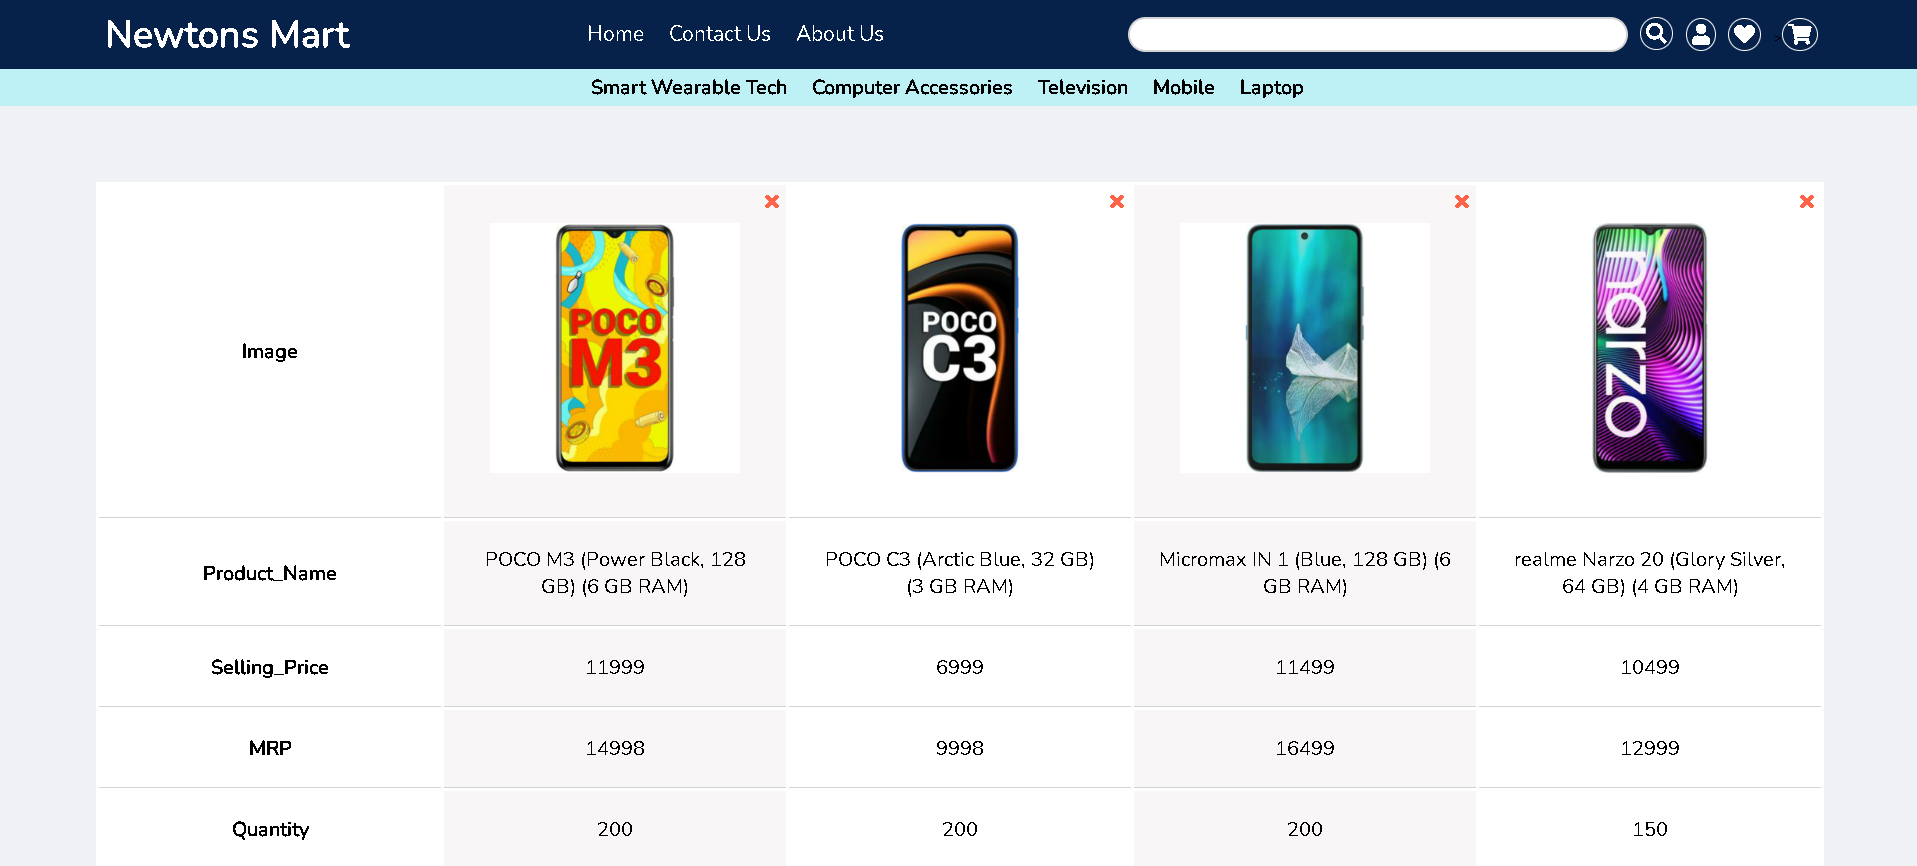 Newtons Mart
Home Contact Us About Us
Smart Wearable Tech Computer Accessories Television Mobile Laptop
Image
POCO
M3
POCO
C3
narzo
Product_Name
POCO M3 (Power Black, 128
GB) (6 GB RAM)
POCO C3 (Arctic Blue, 32 GB)
(3 GB RAM)
Micromax IN 1 (Blue, 128 GB) (6
GB RAM)
realme Narzo 20 (Glory Silver,
64 GB) (4 GB RAM)
Selling_Price 11999 6999 11499 10499
MRP 14998 9998 16499 12999
Quantity 200 200 200 150